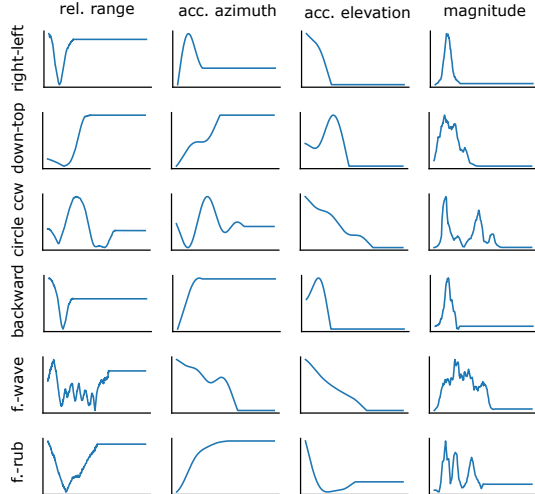 rel. range acc. azimuth acc. elevation magnitude
right-left
down-top
circle ccw
backward
f.-wave
f.-rub